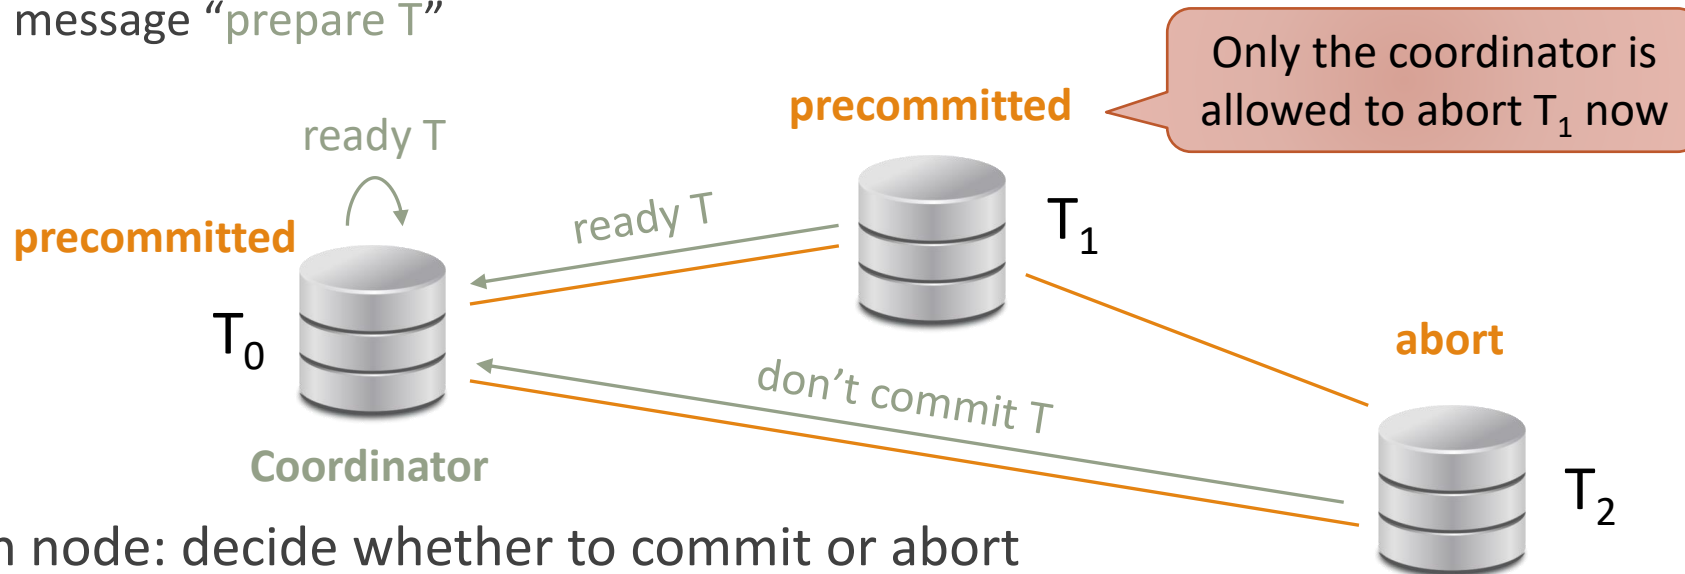 message “prepare T”
Only the coordinator is
allowed to abort T₁ now
precommitted
ready T
ready T
T₁
precommitted
T₀
abort
don’t commit T
Coordinator
T₂
node: decide whether to commit or abort